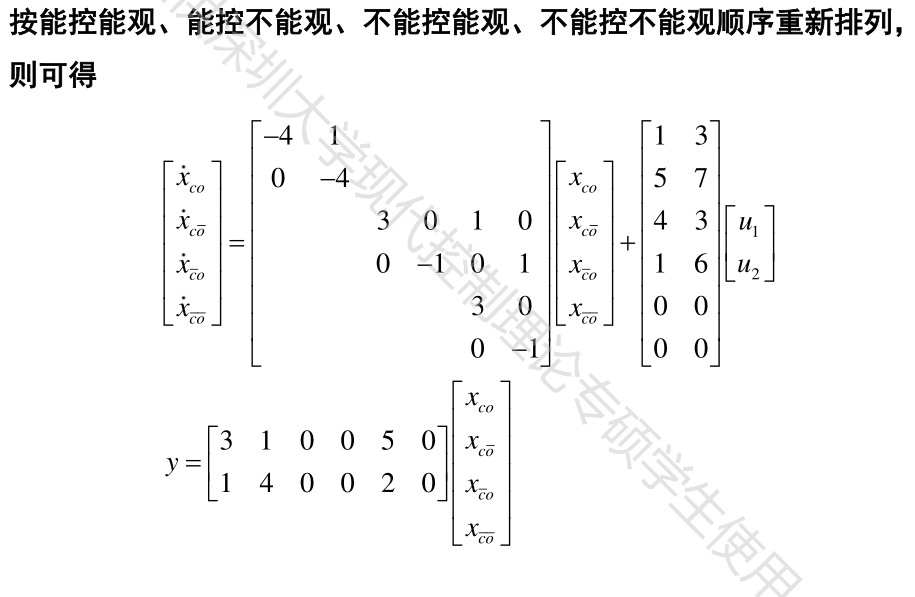 按能控能观、能控不能观、不能控能观、不能控不能观顺序重新排列,
则可得
\begin{bmatrix} \dot{x}_{co} \\ \dot{x}_{c\bar{o}} \\ \dot{x}_{\bar{c}o} \\ \dot{x}_{\bar{c}\bar{o}} \end{bmatrix} = \begin{bmatrix} -4 & 1 & & & & \\ 0 & -4 & & & & \\ & & 3 & 0 & 1 & 0 \\ & & 0 & -1 & 0 & 1 \\ & & & & 3 & 0 \\ & & & & 0 & -1 \end{bmatrix} \begin{bmatrix} x_{co} \\ x_{c\bar{o}} \\ x_{\bar{c}o} \\ x_{\bar{c}\bar{o}} \end{bmatrix} + \begin{bmatrix} 1 & 3 \\ 5 & 7 \\ 4 & 3 \\ 1 & 6 \\ 0 & 0 \\ 0 & 0 \end{bmatrix} \begin{bmatrix} u_1 \\ u_2 \end{bmatrix}
y = \begin{bmatrix} 3 & 1 & 0 & 0 & 5 & 0 \\ 1 & 4 & 0 & 0 & 2 & 0 \end{bmatrix} \begin{bmatrix} x_{co} \\ x_{c\bar{o}} \\ x_{\bar{c}o} \\ x_{\bar{c}\bar{o}} \end{bmatrix}
深圳大学现代控制理论专硕学生使用